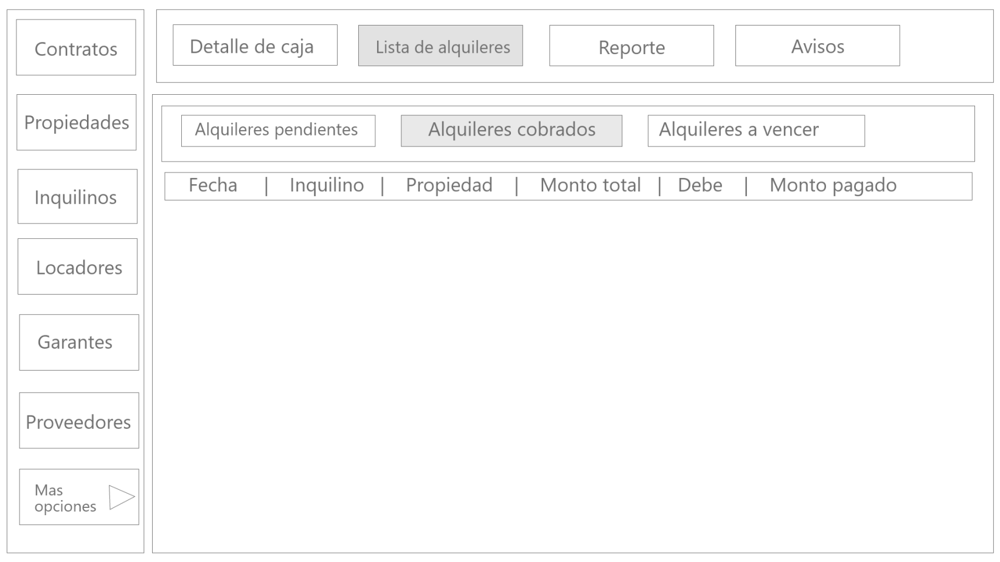 Contratos
Propiedades
Inquilinos
Locadores
Garantes
Proveedores
Mas
opciones
Detalle de caja
Lista de alquileres
Reporte
Avisos
Alquileres pendientes
Alquileres cobrados
Alquileres a vencer
Fecha | Inquilino | Propiedad | Monto total | Debe | Monto pagado